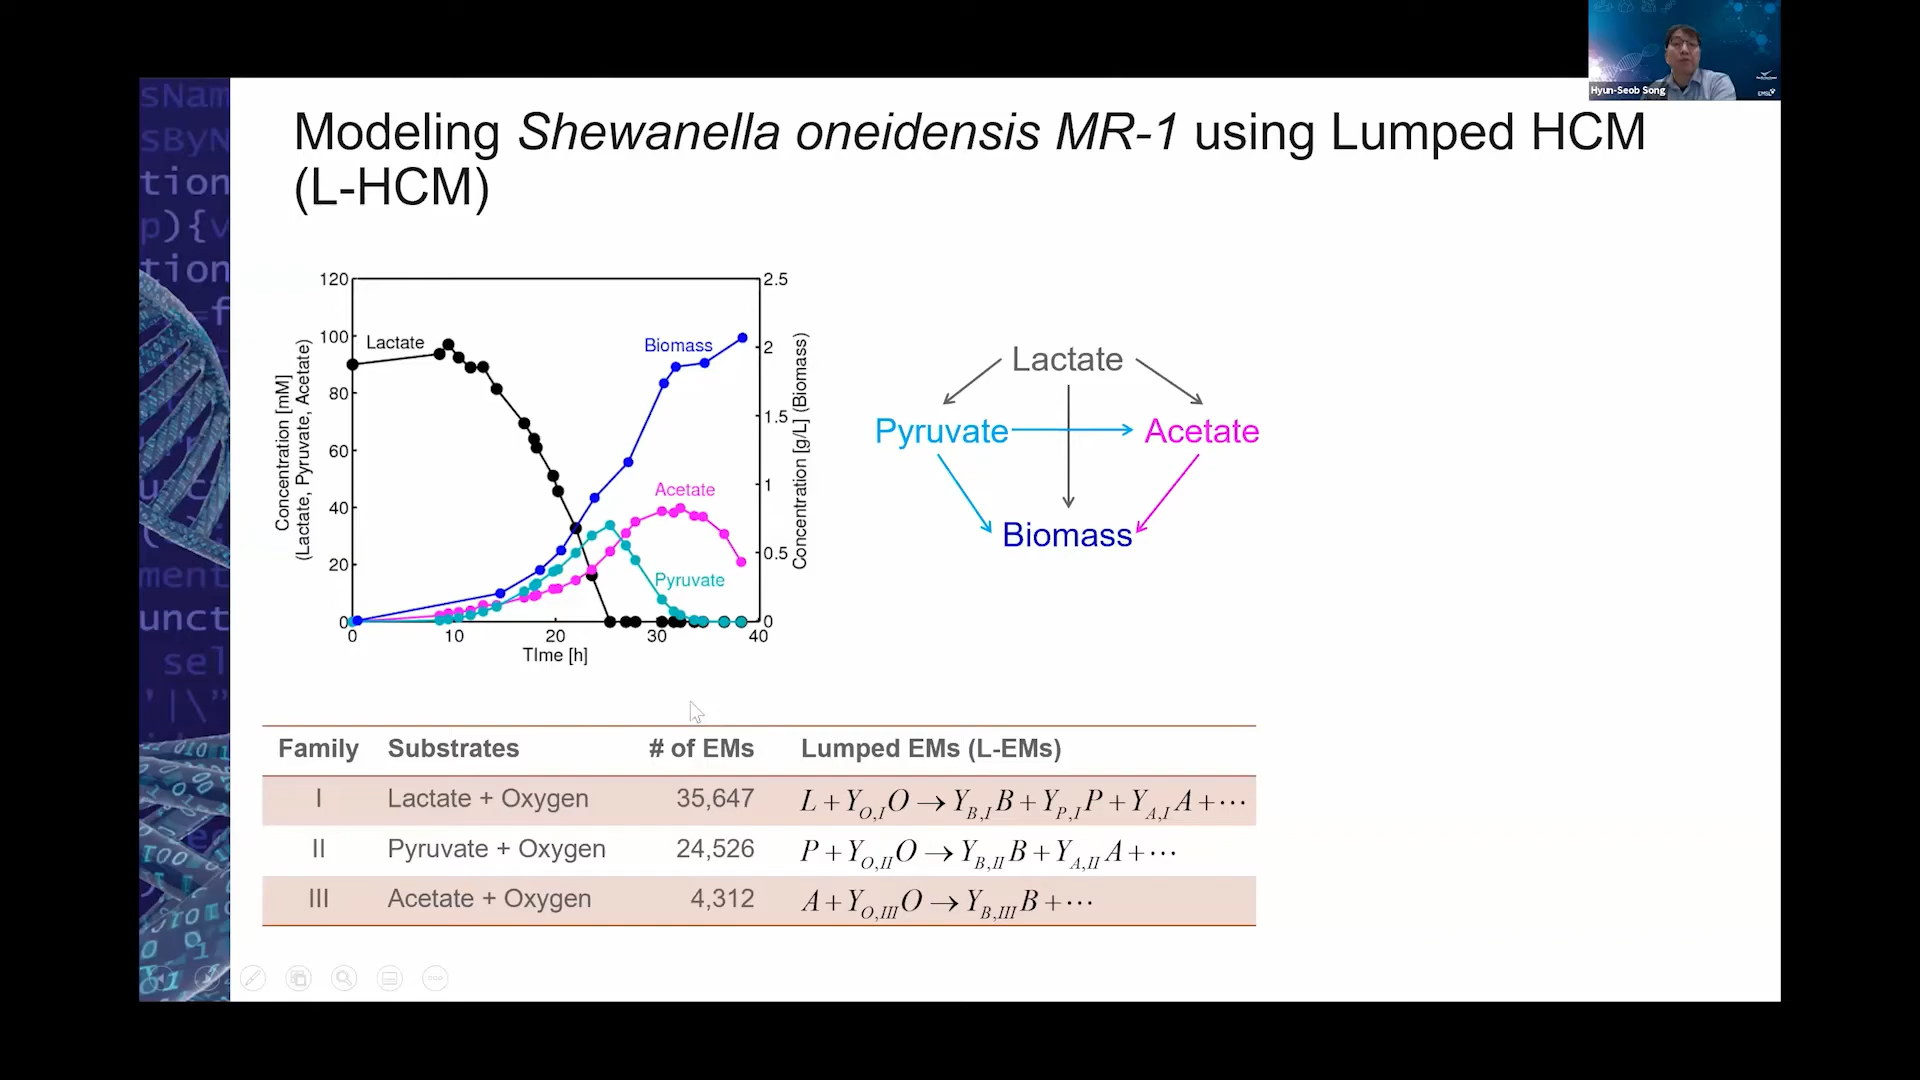 Hyun-Seob Song
EMSL
Modeling Shewanella oneidensis MR-1 using Lumped HCM
(L-HCM)
Concentration [mM]
(Lactate, Pyruvate, Acetate)
120
100
80
60
40
20
0
Lactate
Biomass
Acetate
Pyruvate
2.5
2
1.5
1
0.5
0
Concentration [g/L] (Biomass)
0 10 20 30 40
TIme [h]
Lactate
Pyruvate Acetate
Biomass
Family Substrates # of EMs Lumped EMs (L-EMs)
I Lactate + Oxygen 35,647 L + Y_{O,I} O → Y_{B,I} B + Y_{P,I} P + Y_{A,I} A + ⋯
II Pyruvate + Oxygen 24,526 P + Y_{O,II} O → Y_{B,II} B + Y_{A,II} A + ⋯
III Acetate + Oxygen 4,312 A + Y_{O,III} O → Y_{B,III} B + ⋯